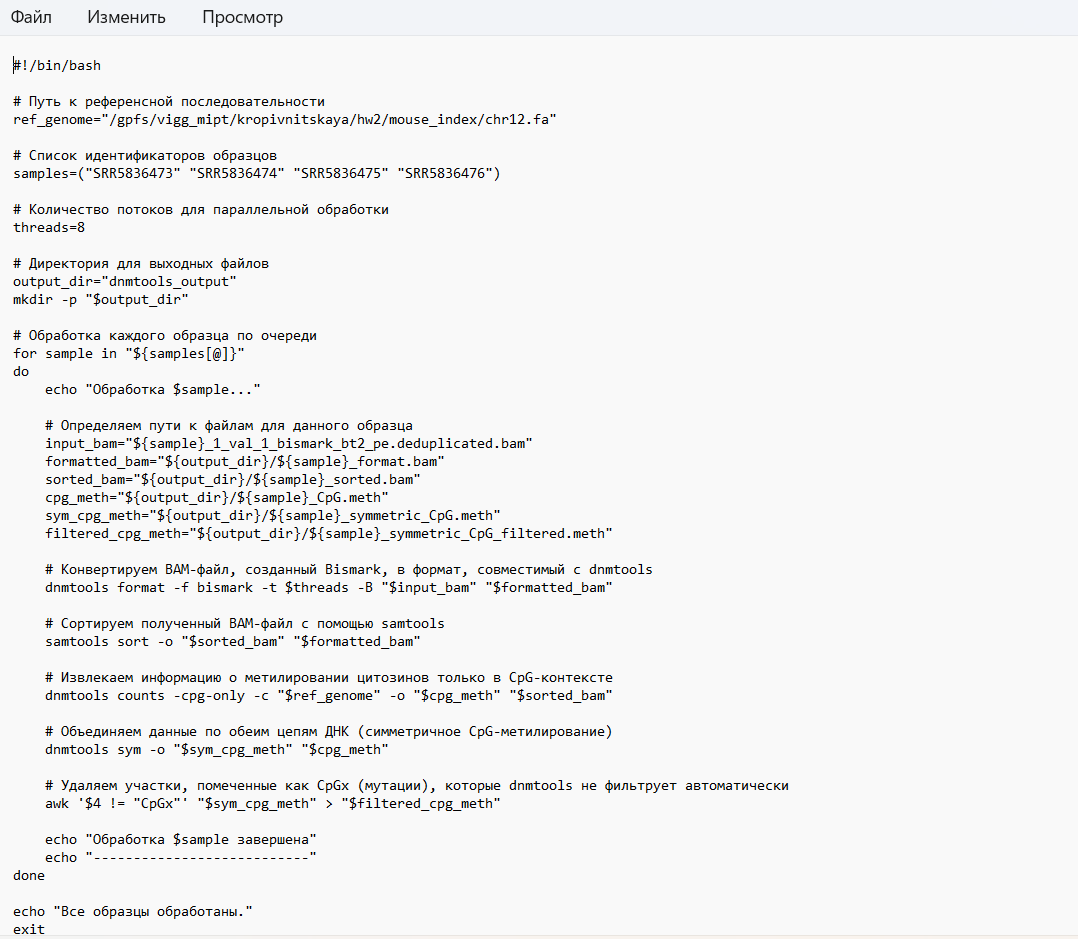 Файл Изменить Просмотр
#!/bin/bash
# Путь к референсной последовательности
ref_genome="/gpfs/vigg_mipt/kropivnitskaya/hw2/mouse_index/chr12.fa"
# Список идентификаторов образцов
samples=("SRR5836473" "SRR5836474" "SRR5836475" "SRR5836476")
# Количество потоков для параллельной обработки
threads=8
# Директория для выходных файлов
output_dir="dnmtools_output"
mkdir -p "$output_dir"
# Обработка каждого образца по очереди
for sample in "${samples[@]}"
do
    echo "Обработка $sample..."
    # Определяем пути к файлам для данного образца
    input_bam="${sample}_1_val_1_bismark_bt2_pe.deduplicated.bam"
    formatted_bam="${output_dir}/${sample}_format.bam"
    sorted_bam="${output_dir}/${sample}_sorted.bam"
    cpg_meth="${output_dir}/${sample}_CpG.meth"
    sym_cpg_meth="${output_dir}/${sample}_symmetric_CpG.meth"
    filtered_cpg_meth="${output_dir}/${sample}_symmetric_CpG_filtered.meth"
    # Конвертируем BAM-файл, созданный Bismark, в формат, совместимый с dnmtools
    dnmtools format -f bismark -t $threads -B "$input_bam" "$formatted_bam"
    # Сортируем полученный BAM-файл с помощью samtools
    samtools sort -o "$sorted_bam" "$formatted_bam"
    # Извлекаем информацию о метилировании цитозинов только в CpG-контексте
    dnmtools counts -cpg-only -c "$ref_genome" -o "$cpg_meth" "$sorted_bam"
    # Объединяем данные по обеим цепям ДНК (симметричное CpG-метилирование)
    dnmtools sym -o "$sym_cpg_meth" "$cpg_meth"
    # Удаляем участки, помеченные как CpGx (мутации), которые dnmtools не фильтрует автоматически
    awk '$4 != "CpGx"' "$sym_cpg_meth" > "$filtered_cpg_meth"
    echo "Обработка $sample завершена"
    echo "---------------------------"
done
echo "Все образцы обработаны."
exit